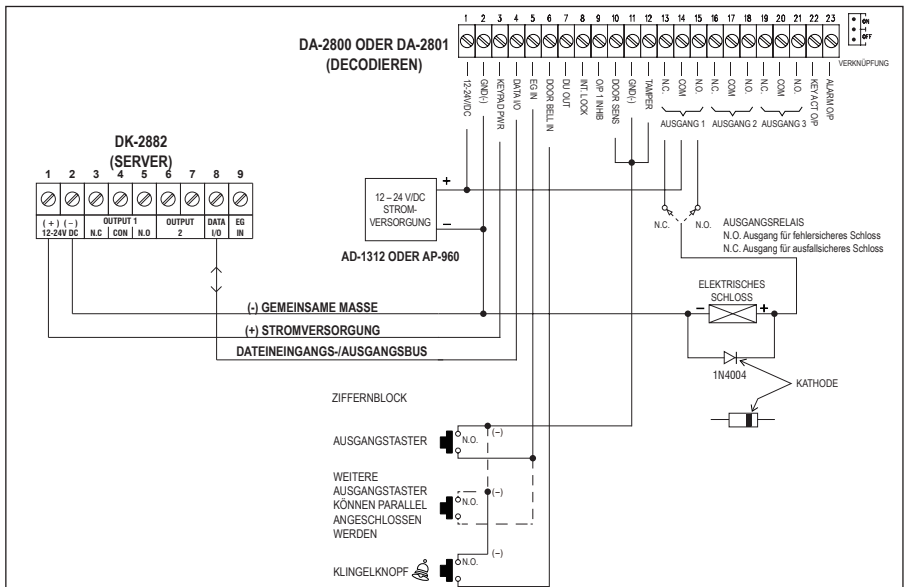 DA-2800 ODER DA-2801
(DECODIEREN)
1 2 3 4 5 6 7 8 9 10 11 12 13 14 15 16 17 18 19 20 21 22 23
ON
OFF
VERKNÜPFUNG
12-24V/DC
GND(-)
KEYPAD PWR
DATA I/O
EG IN
DOOR BELL IN
DU OUT
INT. LOCK
O/P 1 INHIB
DOOR SENS
GND(-)
TAMPER
N.C.
COM
N.O.
N.C.
COM
N.O.
N.C.
COM
N.O.
KEY ACT O/P
ALARM O/P
AUSGANG 1 AUSGANG 2 AUSGANG 3
DK-2882
(SERVER)
1 2 3 4 5 6 7 8 9
( + ) ( – )
12-24V DC
OUTPUT 1
N.C CON N.O
OUTPUT
2
DATA
I/O
EG
IN
12 – 24 V/DC
STROM-
VERSORGUNG
+
–
AD-1312 ODER AP-960
N.C. N.O.
AUSGANGSRELAIS
N.O. Ausgang für fehlersicheres Schloss
N.C. Ausgang für ausfallsicheres Schloss
ELEKTRISCHES
SCHLOSS
– +
1N4004
KATHODE
(-) GEMEINSAME MASSE
(+) STROMVERSORGUNG
DATEINEINGANGS-/AUSGANGSBUS
ZIFFERNBLOCK
AUSGANGSTASTER
N.O.
(–)
WEITERE
AUSGANGSTASTER
KÖNNEN PARALLEL
ANGESCHLOSSEN
WERDEN
N.O.
(–)
KLINGELKNOPF
N.O.
(–)